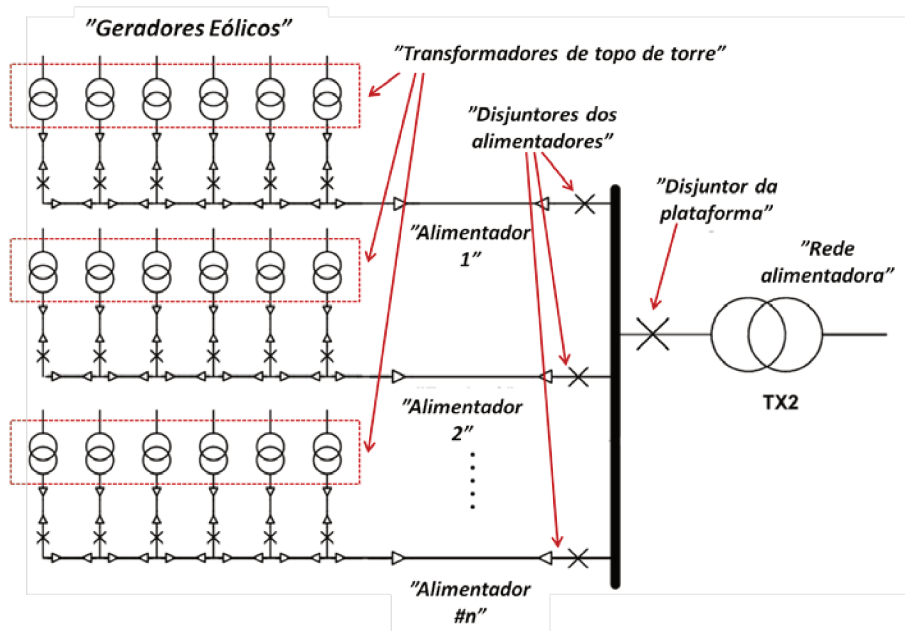 "Geradores Eólicos"
"Transformadores de topo de torre"
"Disjuntores dos
alimentadores"
"Disjuntor da
plataforma"
"Rede
alimentadora"
"Alimentador
1"
TX2
"Alimentador
2"
"Alimentador
#n"